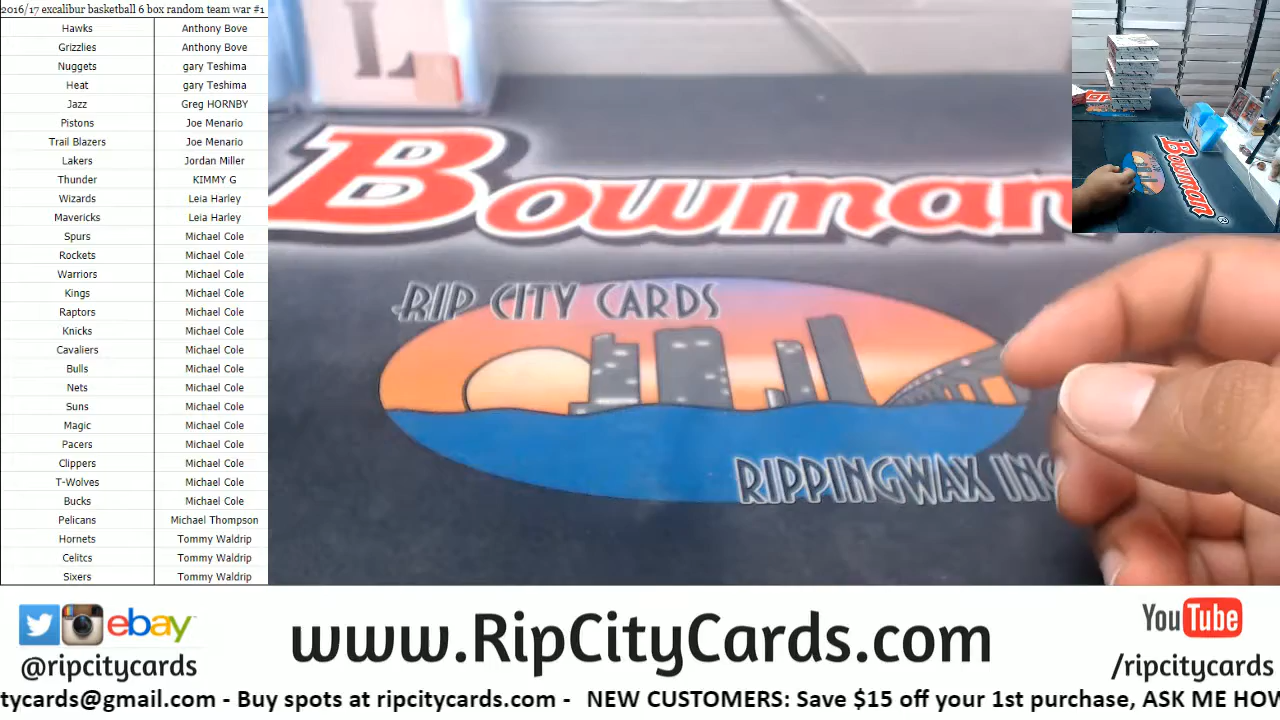 2016/17 excalibur basketball 6 box random team war #1
Hawks Anthony Bove
Grizzlies Anthony Bove
Nuggets gary Teshima
Heat gary Teshima
Jazz Greg HORNBY
Pistons Joe Menario
Trail Blazers Joe Menario
Lakers Jordan Miller
Thunder KIMMY G
Wizards Leia Harley
Mavericks Leia Harley
Spurs Michael Cole
Rockets Michael Cole
Warriors Michael Cole
Kings Michael Cole
Raptors Michael Cole
Knicks Michael Cole
Cavaliers Michael Cole
Bulls Michael Cole
Nets Michael Cole
Suns Michael Cole
Magic Michael Cole
Pacers Michael Cole
Clippers Michael Cole
T-Wolves Michael Cole
Bucks Michael Cole
Pelicans Michael Thompson
Hornets Tommy Waldrip
Celitcs Tommy Waldrip
Sixers Tommy Waldrip
Bowman
RIP CITY CARDS
RIPPINGWAX INC
Bowman
ebay
@ripcitycards
www.RipCityCards.com
YouTube
/ripcitycards
tycards@gmail.com - Buy spots at ripcitycards.com - NEW CUSTOMERS: Save $15 off your 1st purchase, ASK ME HOW